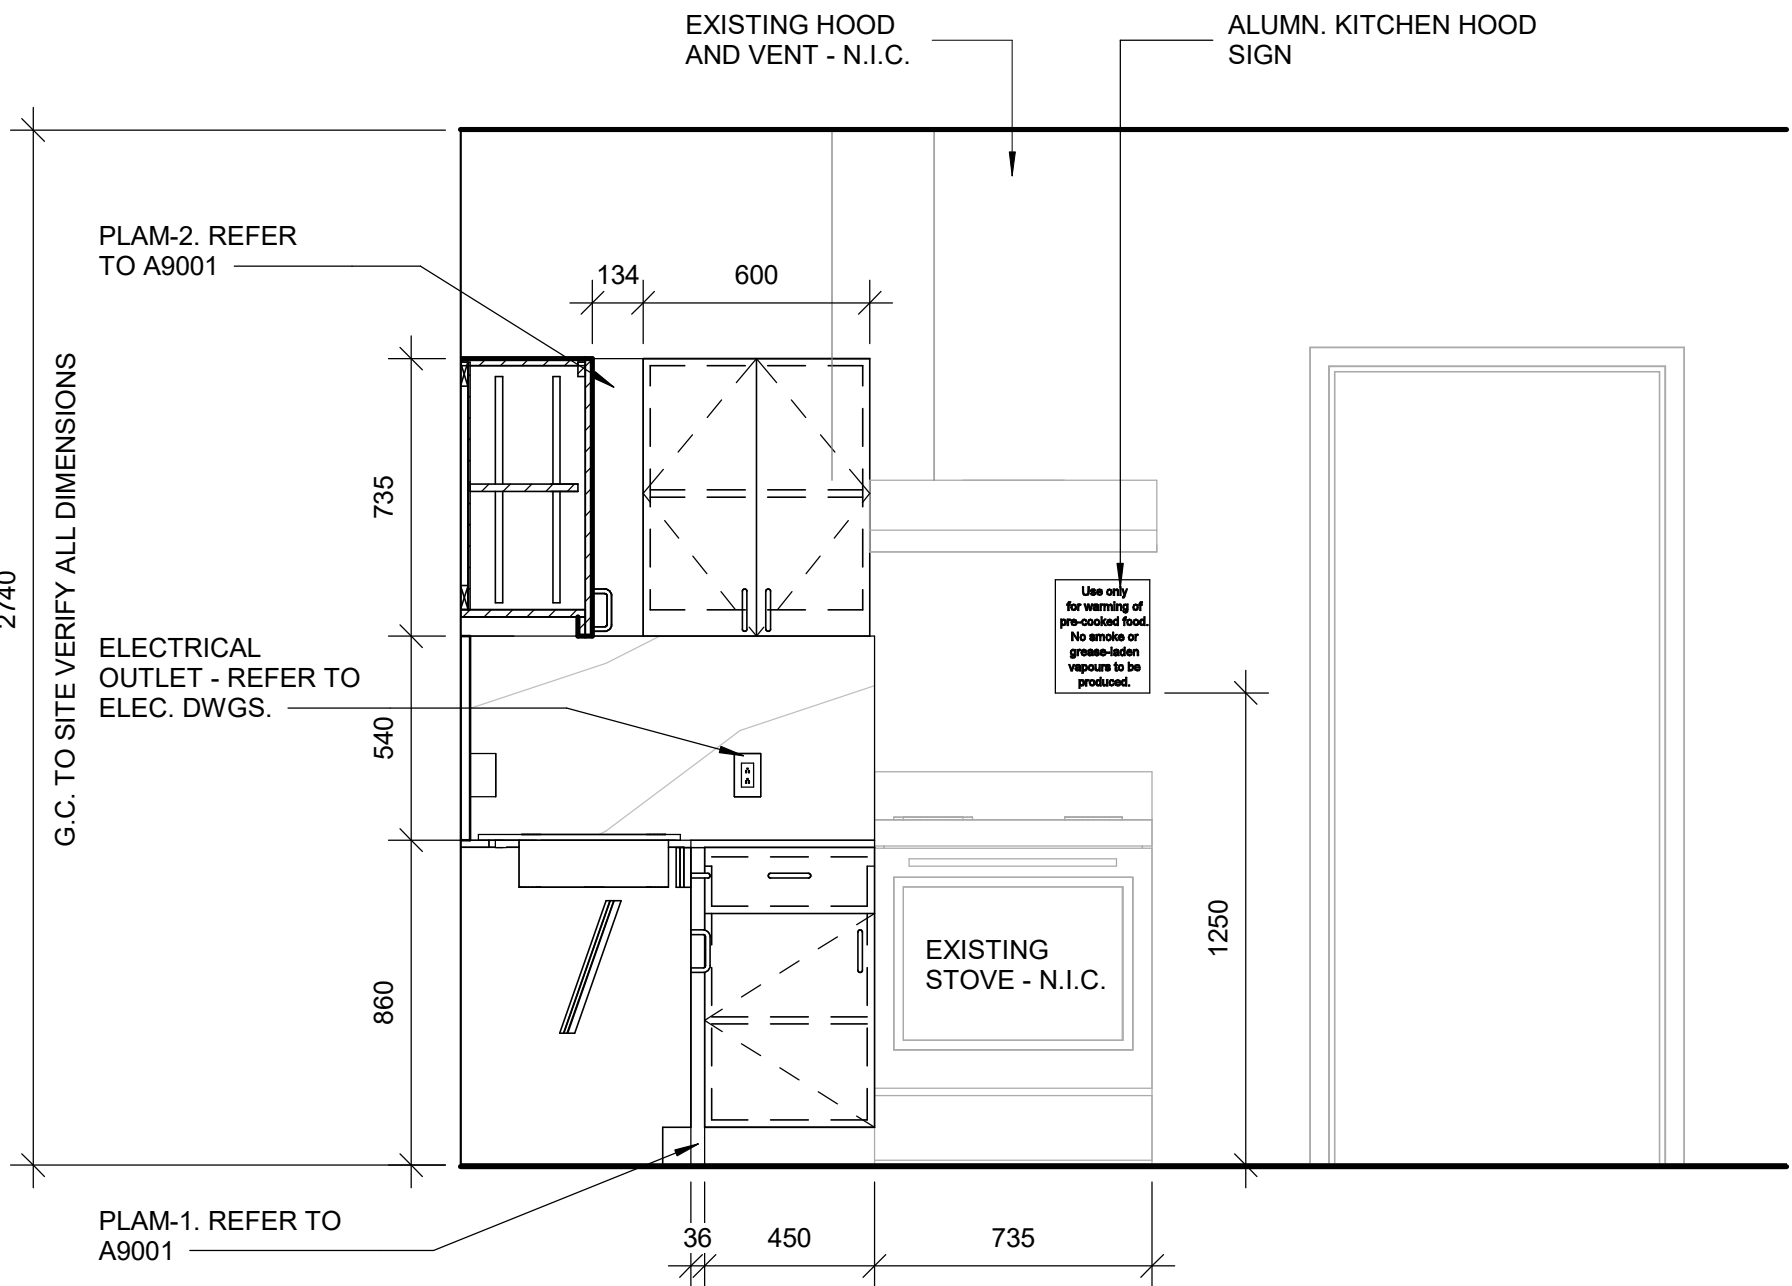 EXISTING HOOD
AND VENT - N.I.C.
ALUMN. KITCHEN HOOD
SIGN
PLAM-2. REFER
TO A9001
134
600
2740
G.C. TO SITE VERIFY ALL DIMENSIONS
735
Use only
for warming of
pre-cooked food.
No smoke or
grease-laden
vapours to be
produced.
ELECTRICAL
OUTLET - REFER TO
ELEC. DWGS.
540
860
EXISTING
STOVE - N.I.C.
1250
PLAM-1. REFER TO
A9001
36
450
735